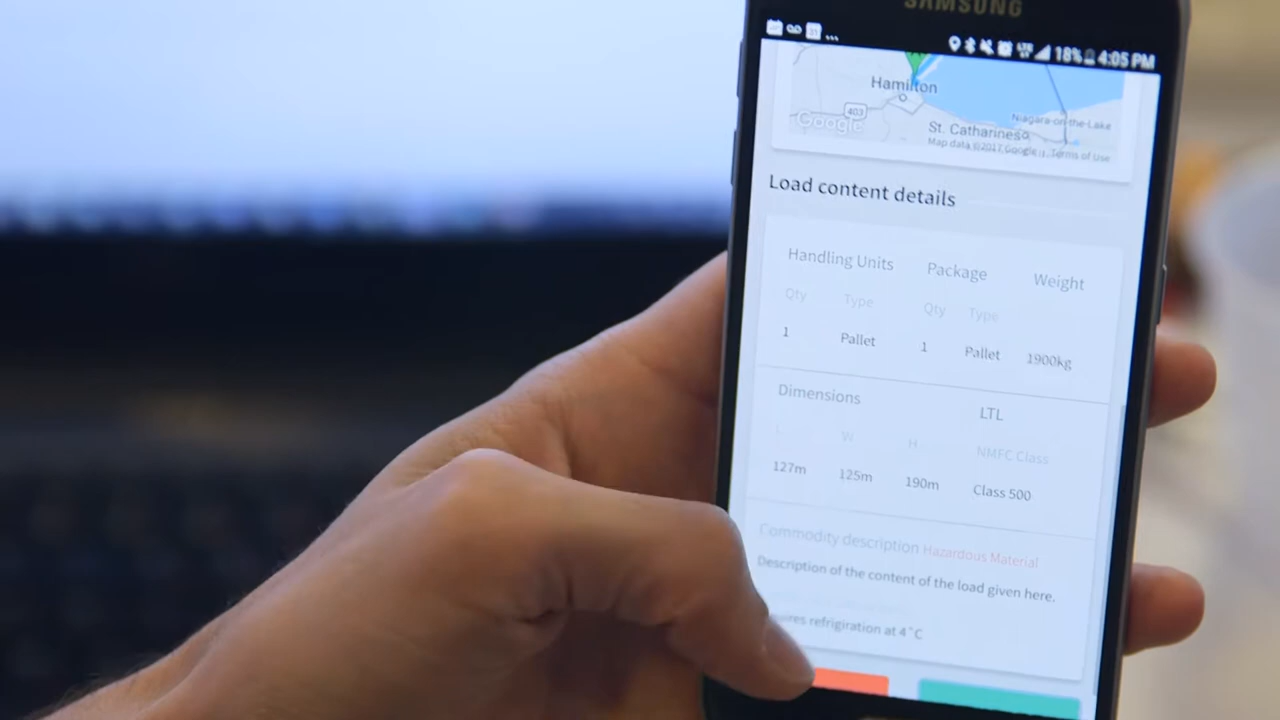 SAMSUNG
LTE 18% 4:05 PM
Hamilton
403
Niagara-on-the-Lake
Google
St. Catharines
Map data ©2017 Google Terms of Use
Load content details
Handling Units Package Weight
Qty Type Qty Type
1 Pallet 1 Pallet 1900kg
Dimensions LTL
L W H NMFC Class
127m 125m 190m Class 500
Commodity description Hazardous Material
Description of the content of the load given here.
refrigiration at 4°C